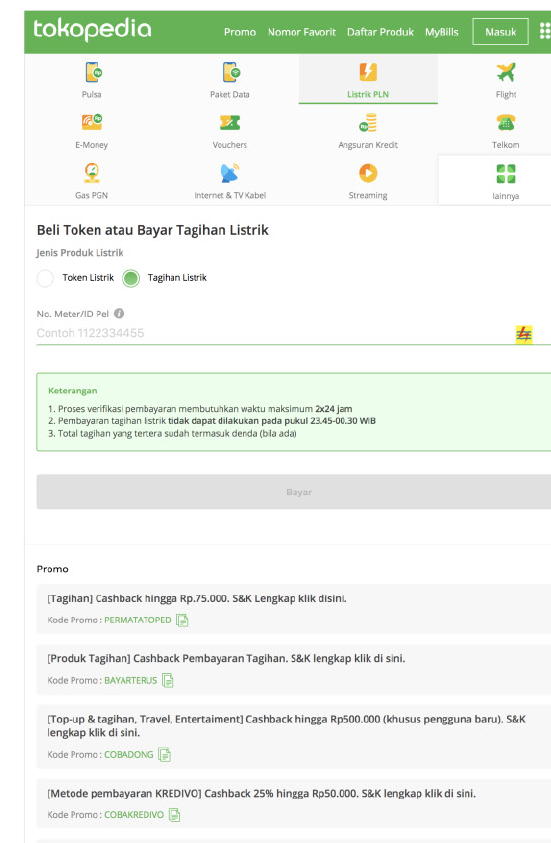 tokopedia
Promo Nomor Favorit Daftar Produk MyBills Masuk
Pulsa Paket Data Listrik PLN Flight
E-Money Vouchers Angsuran Kredit Telkom
Gas PGN Internet & TV Kabel Streaming lainnya
Beli Token atau Bayar Tagihan Listrik
Jenis Produk Listrik
Token Listrik Tagihan Listrik
No. Meter/ID Pel
Contoh 1122334455
Keterangan
1. Proses verifikasi pembayaran membutuhkan waktu maksimum 2x24 jam
2. Pembayaran tagihan listrik tidak dapat dilakukan pada pukul 23.45-00.30 WIB
3. Total tagihan yang tertera sudah termasuk denda (bila ada)
Bayar
Promo
[Tagihan] Cashback hingga Rp.75.000. S&K Lengkap klik disini.
Kode Promo : PERMATATOPED
[Produk Tagihan] Cashback Pembayaran Tagihan. S&K lengkap klik di sini.
Kode Promo : BAYARTERUS
[Top-up & tagihan, Travel, Entertaiment] Cashback hingga Rp500.000 (khusus pengguna baru). S&K
lengkap klik di sini.
Kode Promo : COBADONG
[Metode pembayaran KREDIVO] Cashback 25% hingga Rp50.000. S&K lengkap klik di sini.
Kode Promo : COBAKREDIVO